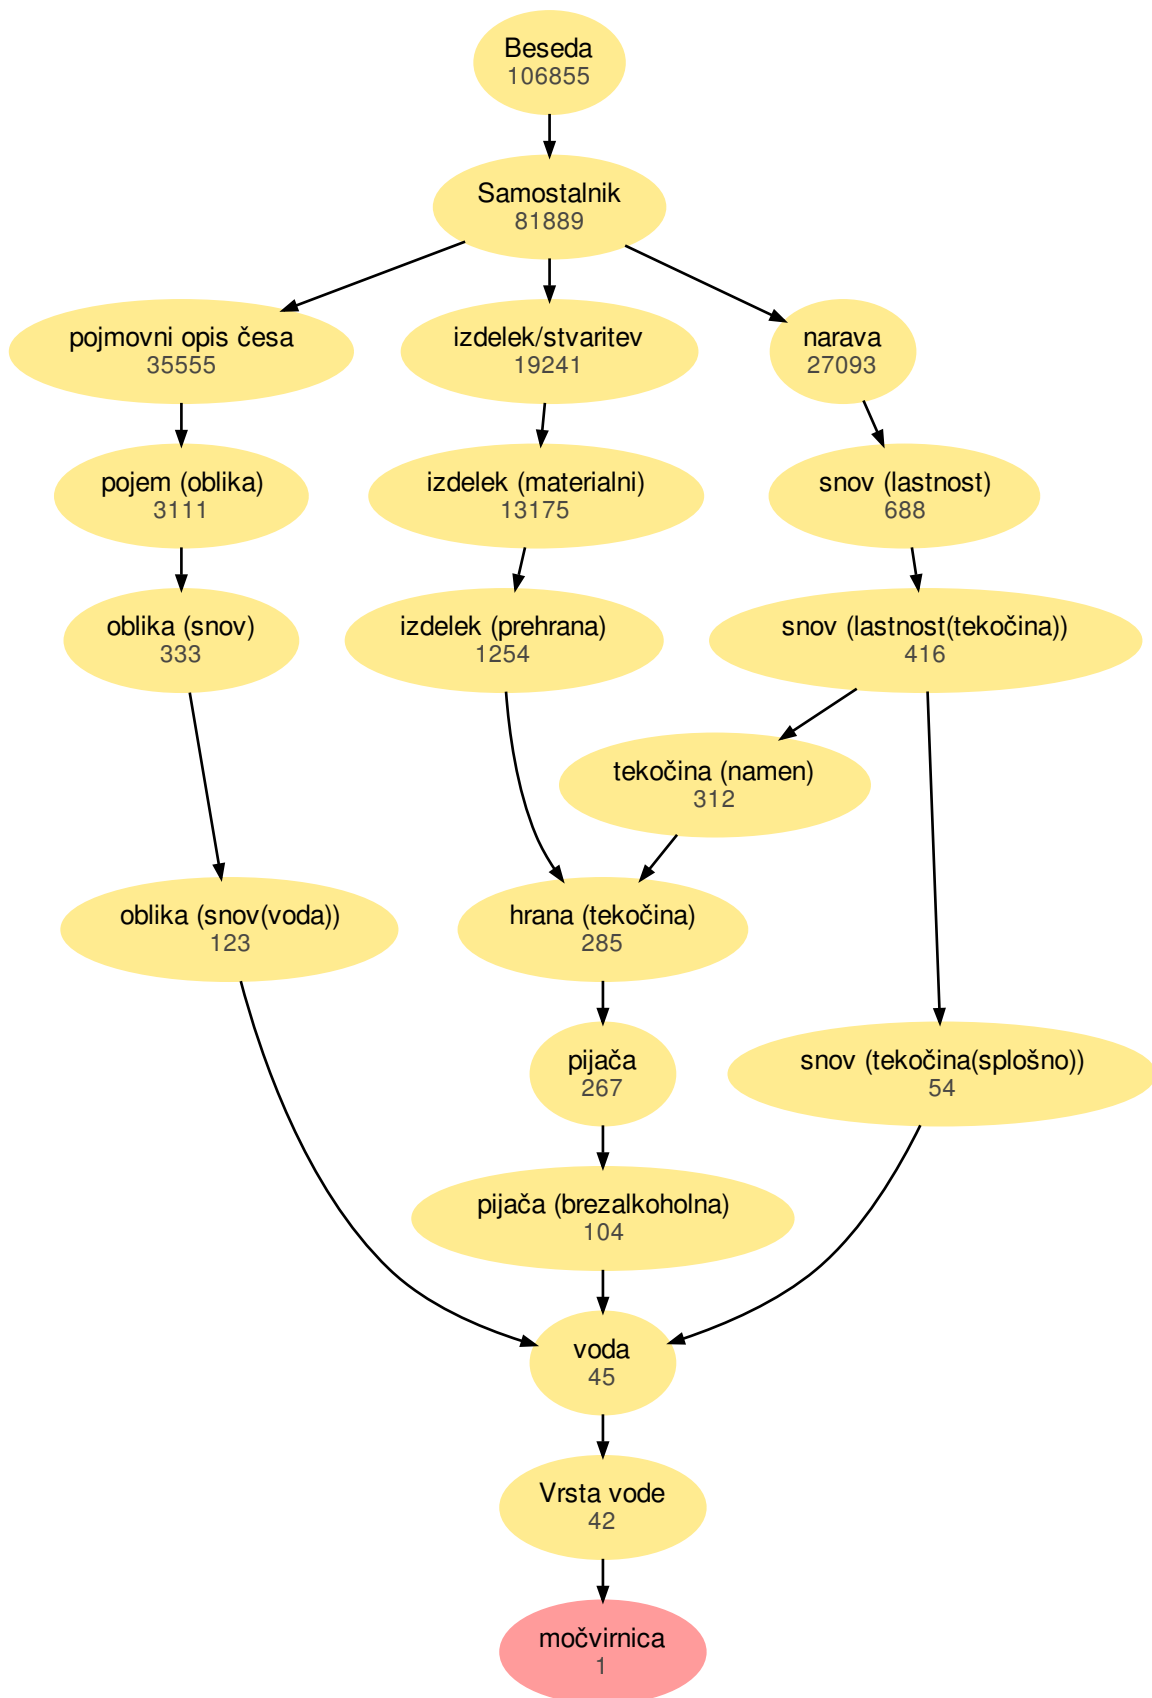 Beseda
106855
Samostalnik
81889
pojmovni opis česa
35555
izdelek/stvaritev
19241
narava
27093
pojem (oblika)
3111
izdelek (materialni)
13175
snov (lastnost)
688
oblika (snov)
333
izdelek (prehrana)
1254
snov (lastnost(tekočina))
416
tekočina (namen)
312
oblika (snov(voda))
123
hrana (tekočina)
285
pijača
267
snov (tekočina(splošno))
54
pijača (brezalkoholna)
104
voda
45
Vrsta vode
42
močvirnica
1